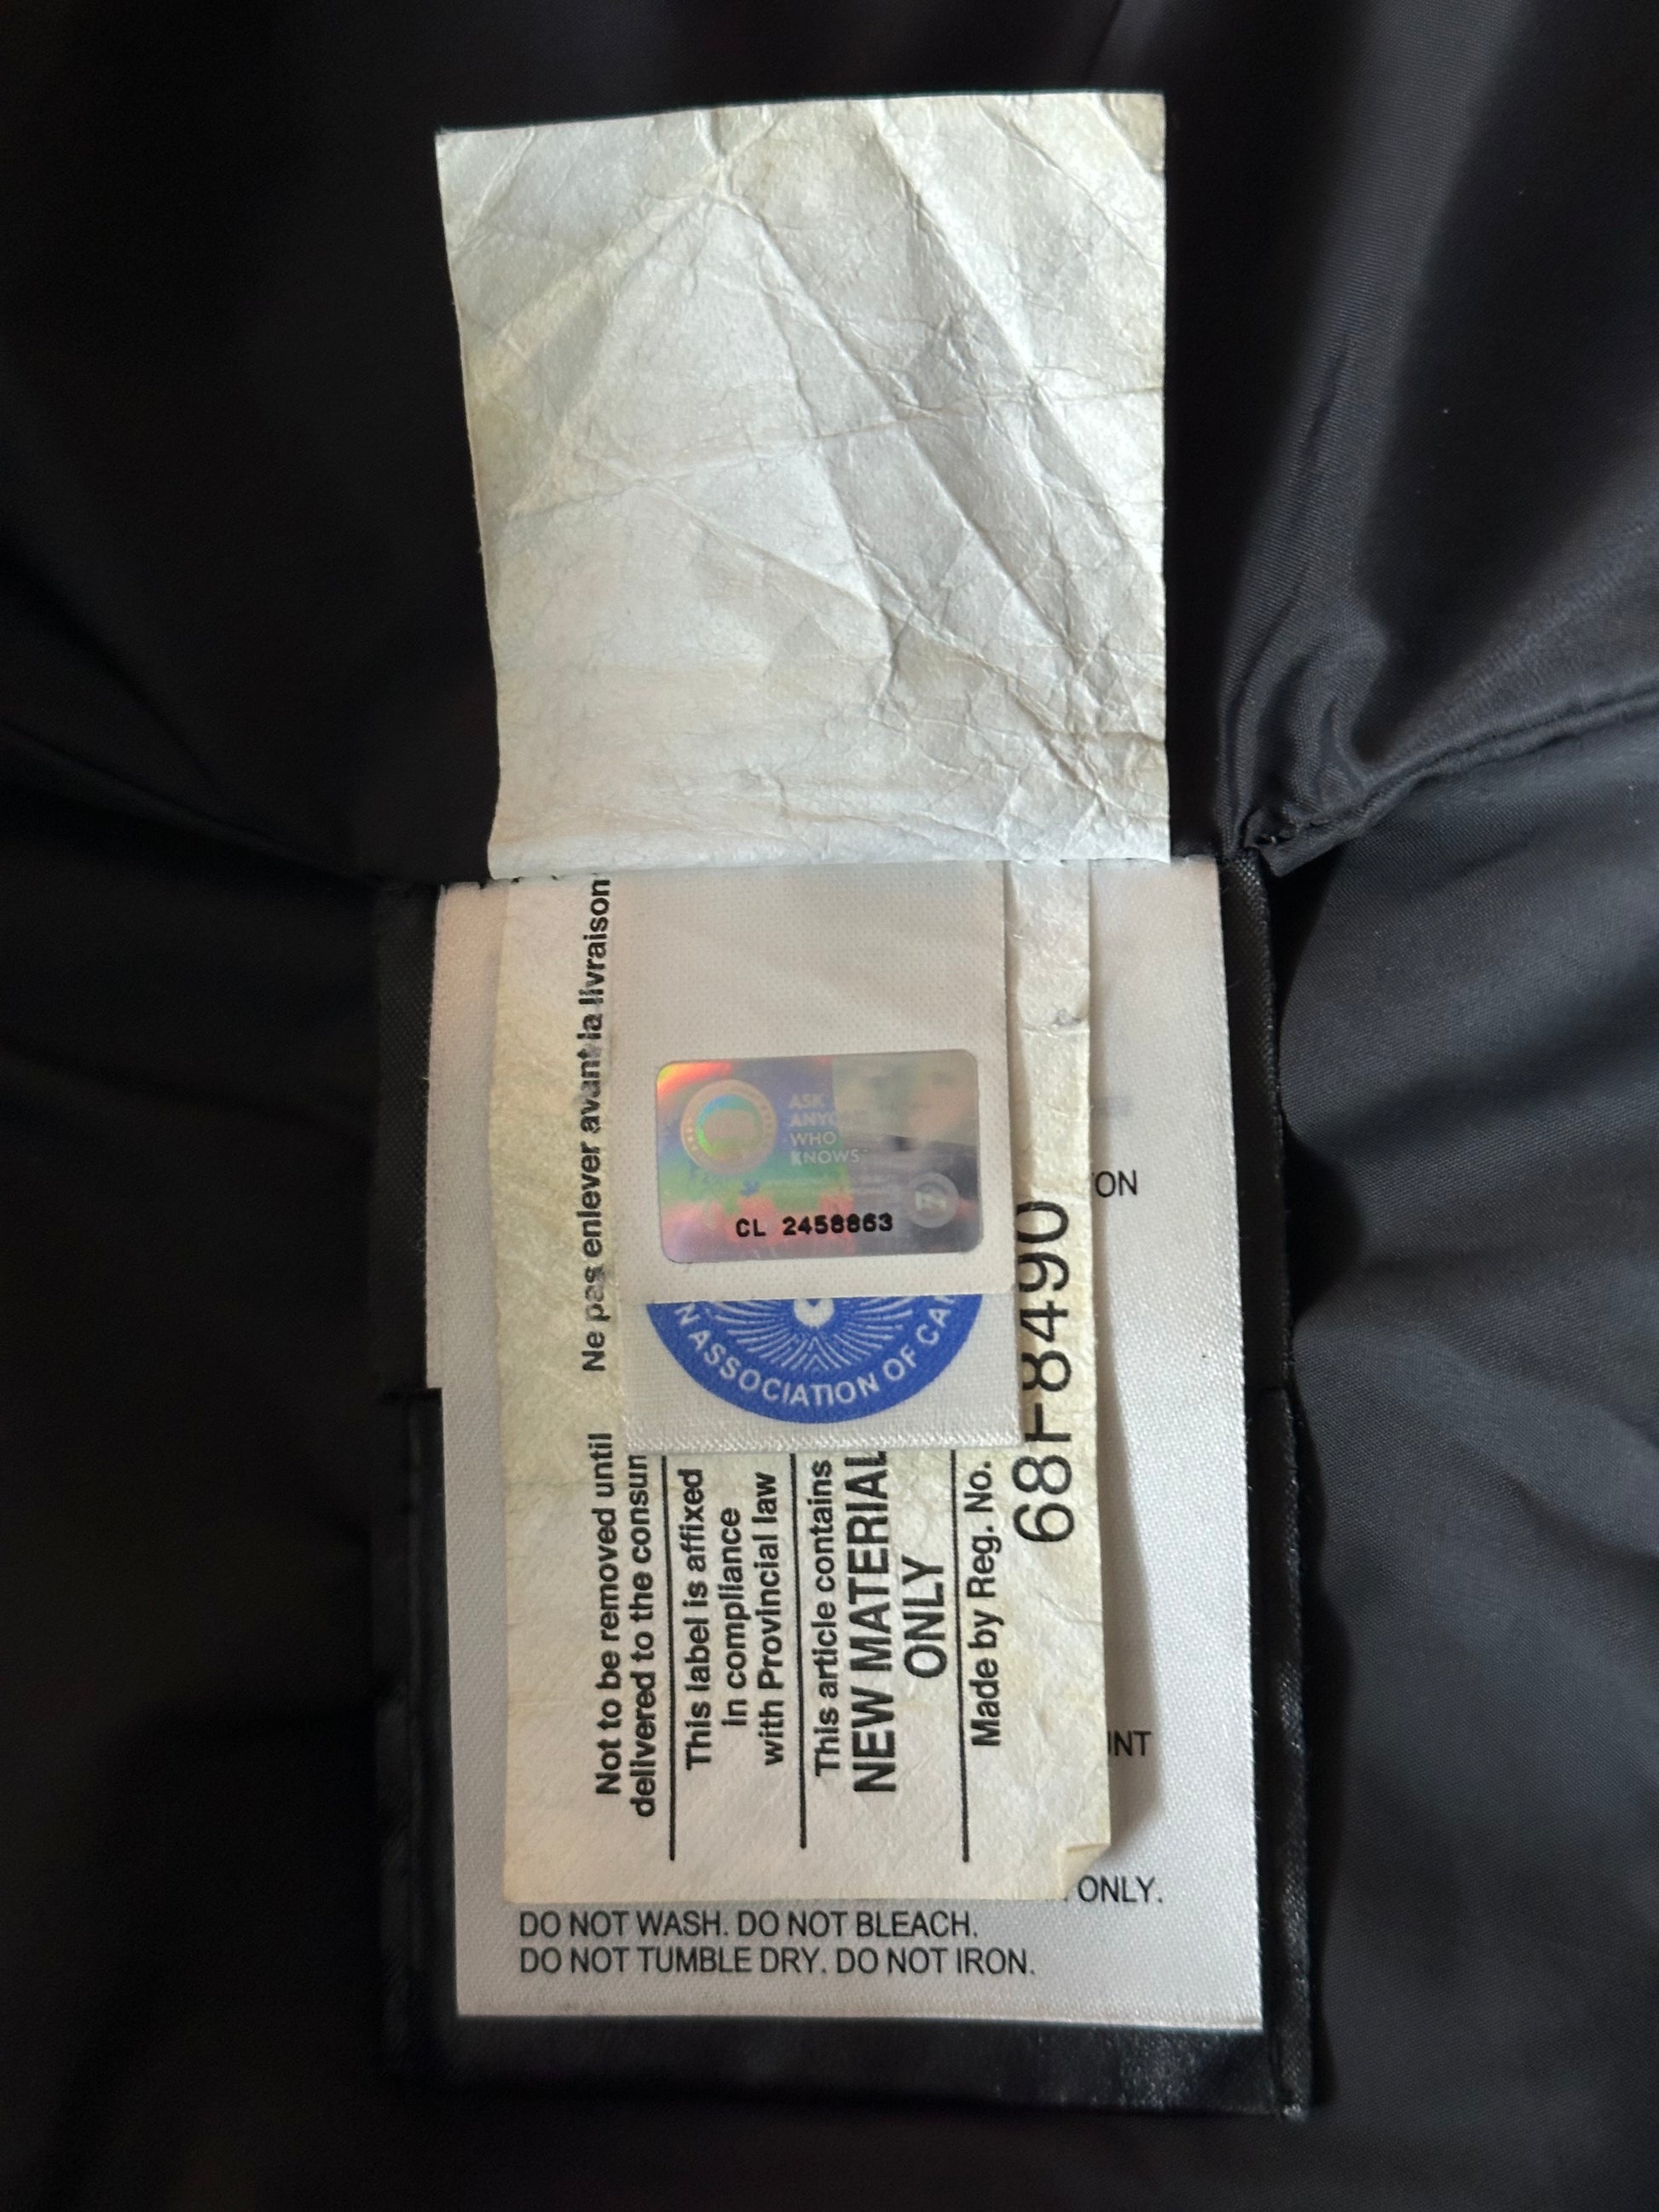 Ne pas enlever avant la livraison
Not to be removed until
delivered to the consum
This label is affixed
in compliance
with Provincial law
This article contains
NEW MATERIAL
ONLY
Made by Reg. No.
68F8490
ASK
ANYO
WHO
KNOWS
CL 2458863
N ASSOCIATION OF CAN
ON
INT
ONLY.
DO NOT WASH. DO NOT BLEACH.
DO NOT TUMBLE DRY. DO NOT IRON.